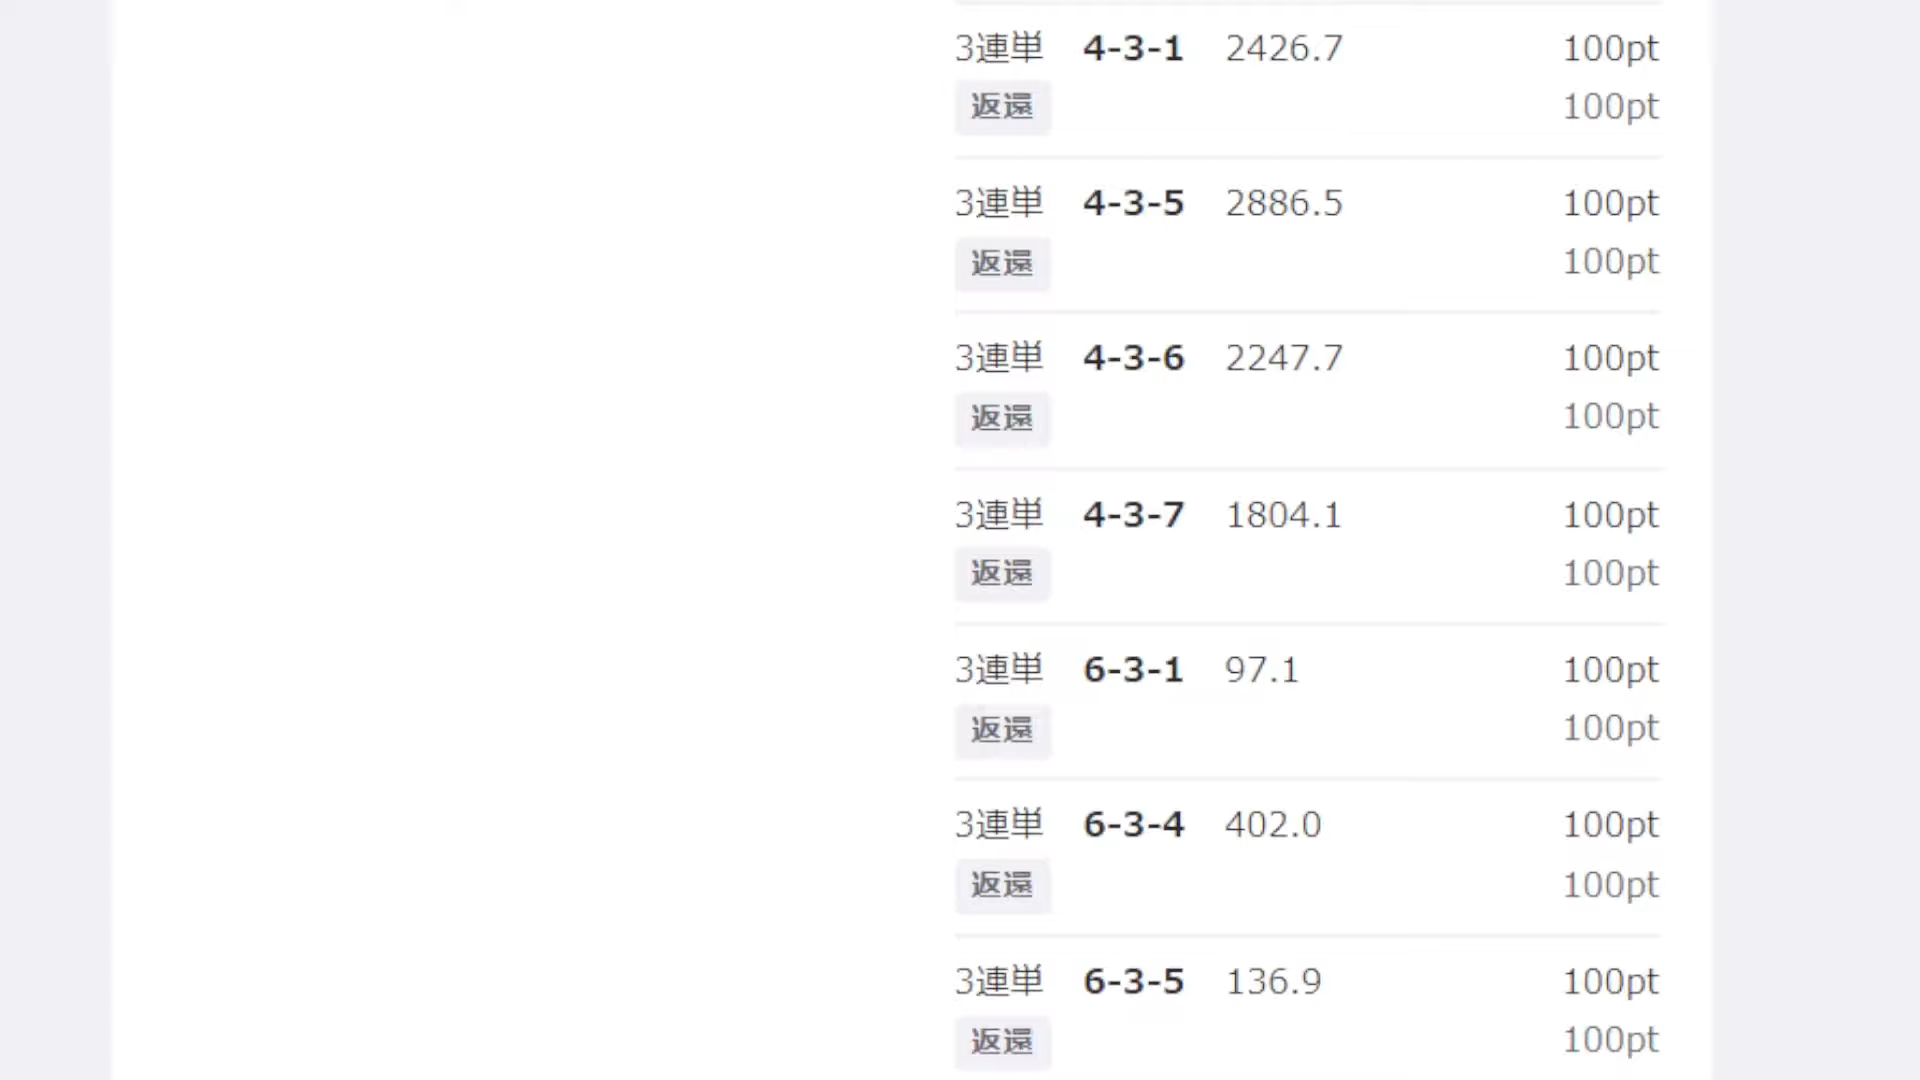 3連単 4-3-1 2426.7 100pt
返還 100pt
3連単 4-3-5 2886.5 100pt
返還 100pt
3連単 4-3-6 2247.7 100pt
返還 100pt
3連単 4-3-7 1804.1 100pt
返還 100pt
3連単 6-3-1 97.1 100pt
返還 100pt
3連単 6-3-4 402.0 100pt
返還 100pt
3連単 6-3-5 136.9 100pt
返還 100pt